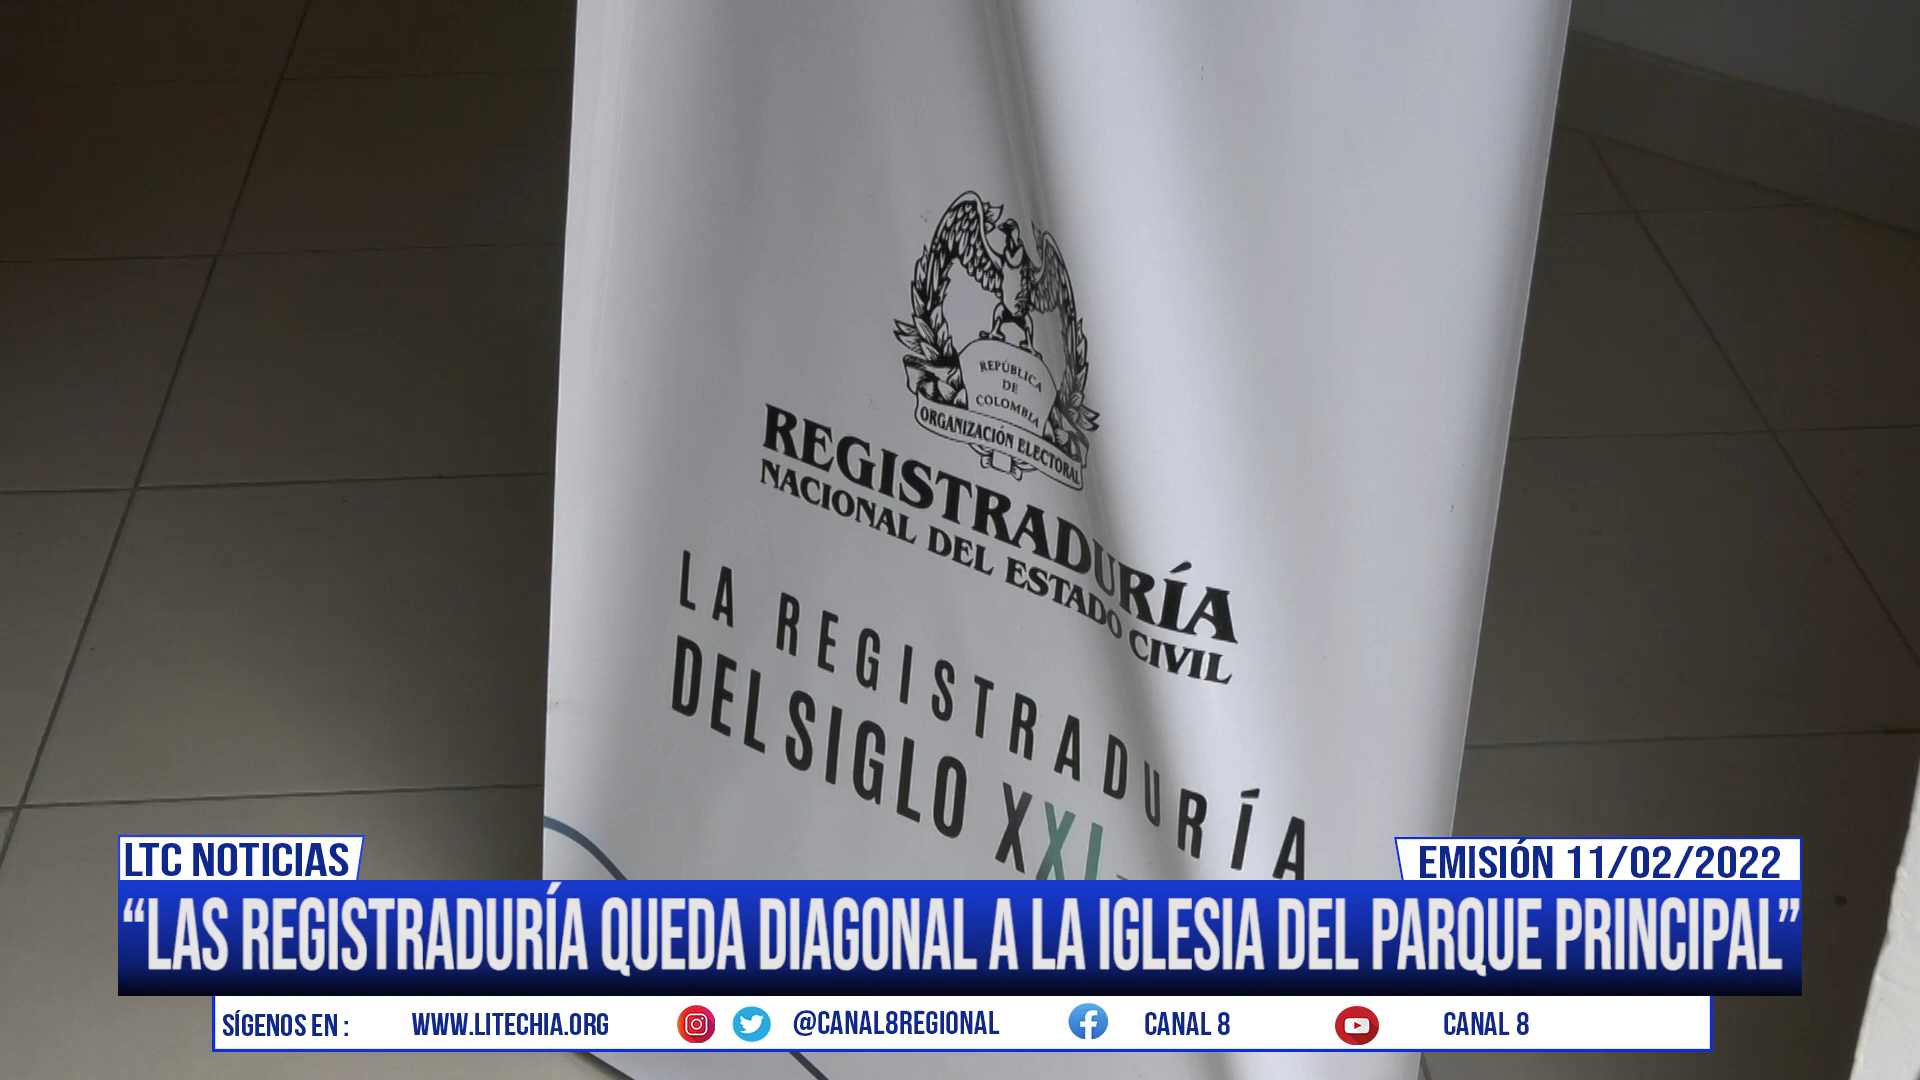 REPÚBLICA
DE
COLOMBIA
ORGANIZACIÓN ELECTORAL
REGISTRADURÍA
NACIONAL DEL ESTADO CIVIL
LA REGISTRADURÍA
DEL SIGLO XXI
LTC NOTICIAS
EMISIÓN 11/02/2022
“LAS REGISTRADURÍA QUEDA DIAGONAL A LA IGLESIA DEL PARQUE PRINCIPAL”
SÍGENOS EN : WWW.LITECHIA.ORG @CANAL8REGIONAL CANAL 8 CANAL 8